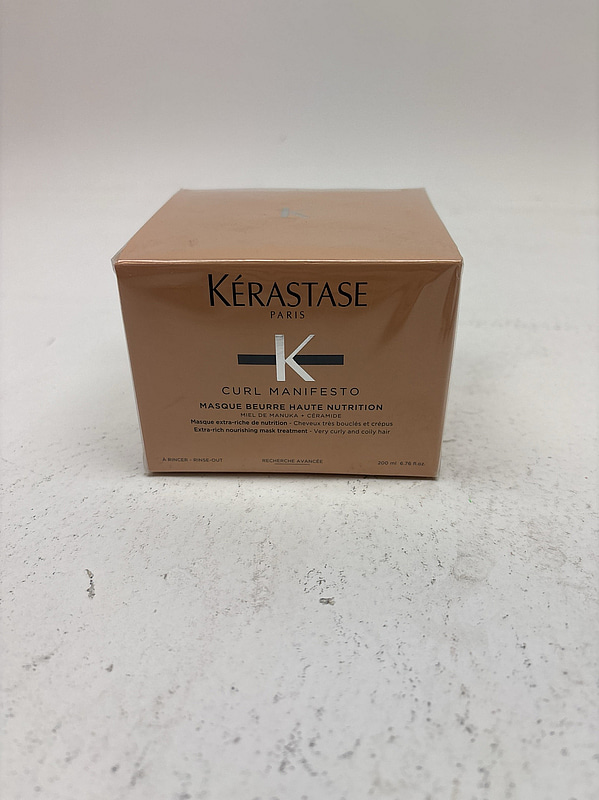 KÉRASTASE
PARIS
K
CURL MANIFESTO
MASQUE BEURRE HAUTE NUTRITION
MIEL DE MANUKA + CÉRAMIDE
Masque extra-riche de nutrition - Cheveux très bouclés et crépus
Extra-rich nourishing mask treatment - Very curly and coily hair
À RINCER - RINSE-OUT
RECHERCHE AVANCÉE
200 ml 6.76 fl.oz.